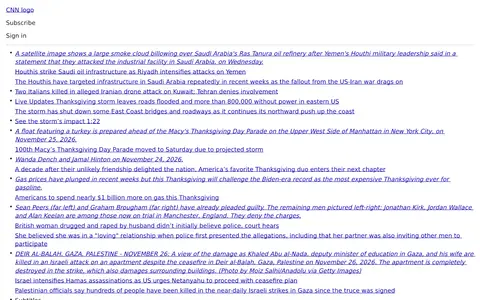 CNN logo
Subscribe
Sign in
A satellite image shows a large smoke cloud billowing over Saudi Arabia's Ras Tanura oil refinery after Yemen's Houthi military leadership said in a
statement that they attacked the industrial facility in Saudi Arabia, on Wednesday.
Houthis strike Saudi oil infrastructure as Riyadh intensifies attacks on Yemen
The Houthis have targeted infrastructure in Saudi Arabia repeatedly in recent weeks as the fallout from the US-Iran war drags on
Two Italians killed in alleged Iranian drone attack on Kuwait; Tehran denies involvement
Live Updates Thanksgiving storm leaves roads flooded and more than 800,000 without power in eastern US
The storm has shut down some East Coast bridges and roadways as it continues its northward push up the coast
See the storm's impact 1:22
A float featuring a turkey is prepared ahead of the Macy's Thanksgiving Day Parade on the Upper West Side of Manhattan in New York City, on
November 25, 2026.
100th Macy's Thanksgiving Day Parade moved to Saturday due to projected storm
Wanda Dench and Jamal Hinton on November 24, 2026.
A decade after their unlikely friendship delighted the nation, America's favorite Thanksgiving duo enters their next chapter
Gas prices have plunged in recent weeks but this Thanksgiving will challenge the Biden-era record as the most expensive Thanksgiving ever for
gasoline.
Americans to spend nearly $1 billion more on gas this Thanksgiving
Sean Peers (far left) and Graham Brougham (far right) have already pleaded guilty. The remaining men pictured left-right: Jonathan Kirk, Jordan Wallace
and Alan Keelan are among those now on trial in Manchester, England. They deny the charges.
British woman drugged and raped by husband didn't initially believe police, court hears
She believed she was in a "loving" relationship when police first presented the allegations, including that her partner was also inviting other men to
participate
DEIR AL-BALAH, GAZA, PALESTINE - NOVEMBER 26: A view of the damage as Khaled Abu al-Nada, deputy minister of education in Gaza, and his wife are
killed in an Israeli attack on an apartment despite the ceasefire in Deir al-Balah, Gaza, Palestine on November 26, 2026. The apartment is completely
destroyed in the strike, which also damages surrounding buildings. (Photo by Moiz Salhi/Anadolu via Getty Images)
Israel intensifies Hamas assassinations as US urges Netanyahu to proceed with ceasefire plan
Palestinian officials say hundreds of people have been killed in the near-daily Israeli strikes in Gaza since the truce was signed